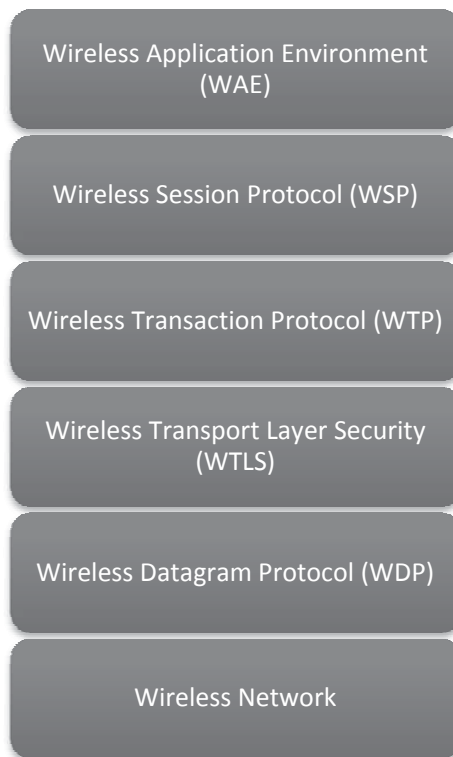 Wireless Application Environment
(WAE)
Wireless Session Protocol (WSP)
Wireless Transaction Protocol (WTP)
Wireless Transport Layer Security
(WTLS)
Wireless Datagram Protocol (WDP)
Wireless Network